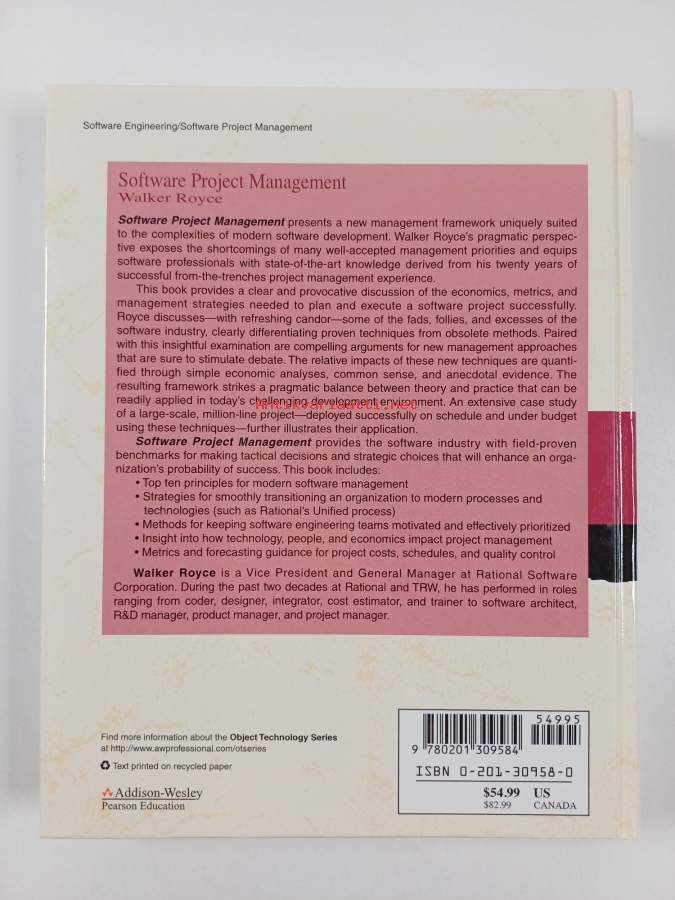 Software Engineering/Software Project Management
Software Project Management
Walker Royce
Software Project Management presents a new management framework uniquely suited
to the complexities of modern software development. Walker Royce's pragmatic perspec-
tive exposes the shortcomings of many well-accepted management priorities and equips
software professionals with state-of-the-art knowledge derived from his twenty years of
successful from-the-trenches project management experience.
This book provides a clear and provocative discussion of the economics, metrics, and
management strategies needed to plan and execute a software project successfully.
Royce discusses—with refreshing candor—some of the fads, follies, and excesses of the
software industry, clearly differentiating proven techniques from obsolete methods. Paired
with this insightful examination are compelling arguments for new management approaches
that are sure to stimulate debate. The relative impacts of these new techniques are quanti-
fied through simple economic analyses, common sense, and anecdotal evidence. The
resulting framework strikes a pragmatic balance between theory and practice that can be
readily applied in today's challenging development environment. An extensive case study
Antikvariaatti.net
of a large-scale, million-line project—deployed successfully on schedule and under budget
using these techniques—further illustrates their application.
Software Project Management provides the software industry with field-proven
benchmarks for making tactical decisions and strategic choices that will enhance an orga-
nization's probability of success. This book includes:
• Top ten principles for modern software management
• Strategies for smoothly transitioning an organization to modern processes and
technologies (such as Rational's Unified process)
• Methods for keeping software engineering teams motivated and effectively prioritized
• Insight into how technology, people, and economics impact project management
• Metrics and forecasting guidance for project costs, schedules, and quality control
Walker Royce is a Vice President and General Manager at Rational Software
Corporation. During the past two decades at Rational and TRW, he has performed in roles
ranging from coder, designer, integrator, cost estimator, and trainer to software architect,
R&D manager, product manager, and project manager.
Find more information about the Object Technology Series
at http://www.awprofessional.com/otseries
Text printed on recycled paper
Addison-Wesley
Pearson Education
54995
9 780201 309584
ISBN 0-201-30958-0
$54.99 US
$82.99 CANADA